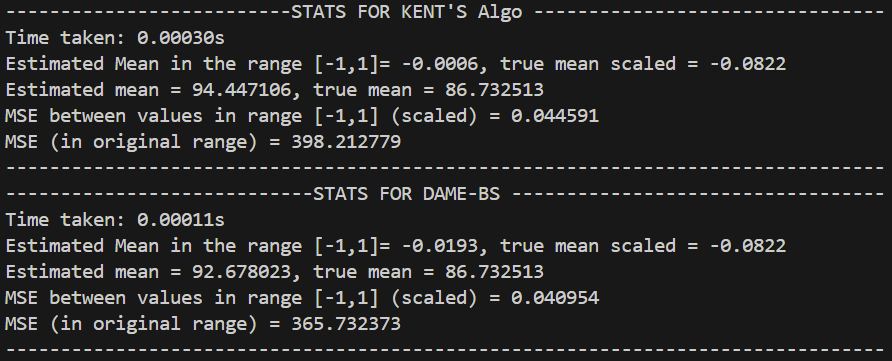 --------------------------STATS FOR KENT'S Algo --------------------------------
Time taken: 0.00030s
Estimated Mean in the range [-1,1]= -0.0006, true mean scaled = -0.0822
Estimated mean = 94.447106, true mean = 86.732513
MSE between values in range [-1,1] (scaled) = 0.044591
MSE (in original range) = 398.212779
--------------------------------------------------------------------------------
----------------------------STATS FOR DAME-BS ----------------------------------
Time taken: 0.00011s
Estimated Mean in the range [-1,1]= -0.0193, true mean scaled = -0.0822
Estimated mean = 92.678023, true mean = 86.732513
MSE between values in range [-1,1] (scaled) = 0.040954
MSE (in original range) = 365.732373
--------------------------------------------------------------------------------